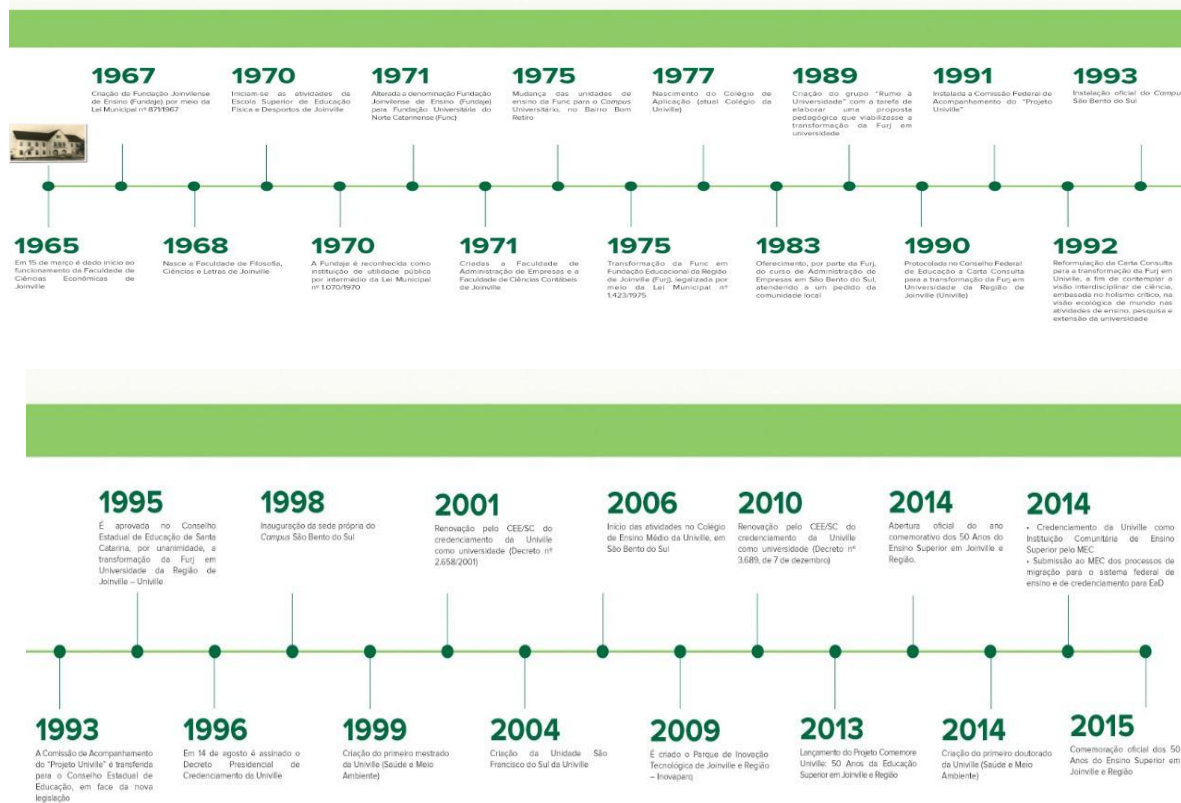 1967
Criação da Fundação Joinvilense
de Ensino (Fundaje) por meio da
Lei Municipal nº 871/1967
1970
Iniciam-se as atividades da
Escola Superior de Educação
Física e Desportos de Joinville
1971
Alterada a denominação Fundação
Joinvilense de Ensino (Fundaje)
para Fundação Universitária do
Norte Catarinense (Func)
1975
Mudança das unidades de
ensino da Func para o Campus
Universitário, no Bairro Bom
Retiro
1977
Nascimento do Colégio de
Aplicação (atual Colégio da
Univille)
1989
Criação do grupo "Rumo à
Universidade" com a tarefa de
elaborar uma proposta
pedagógica que viabilizasse a
transformação da Furj em
universidade
1991
Instalada a Comissão Federal de
Acompanhamento do "Projeto
Univille"
1993
Instalação oficial do Campus
São Bento do Sul
1965
Em 15 de março é dado início ao
funcionamento da Faculdade de
Ciências Econômicas de
Joinville
1968
Nasce a Faculdade de Filosofia,
Ciências e Letras de Joinville
1970
A Fundaje é reconhecida como
instituição de utilidade pública
por intermédio da Lei Municipal
nº 1.070/1970
1971
Criadas a Faculdade de
Administração de Empresas e a
Faculdade de Ciências Contábeis
de Joinville
1975
Transformação da Func em
Fundação Educacional da Região
de Joinville (Furj), legalizada por
meio da Lei Municipal nº
1.423/1975
1983
Oferecimento, por parte da Furj,
do curso de Administração de
Empresas em São Bento do Sul,
atendendo a um pedido da
comunidade local
1990
Protocolada no Conselho Federal
de Educação a Carta Consulta
para a transformação da Furj em
Universidade da Região de
Joinville (Univille)
1992
Reformulação da Carta Consulta
para a transformação da Furj em
Univille, a fim de contemplar a
visão interdisciplinar de ciência,
embasada no holismo crítico, na
visão ecológica de mundo nas
atividades de ensino, pesquisa e
extensão da universidade
1995
É aprovada no Conselho
Estadual de Educação de Santa
Catarina, por unanimidade, a
transformação da Furj em
Universidade da Região de
Joinville – Univille
1998
Inauguração da sede própria do
Campus São Bento do Sul
2001
Renovação pelo CEE/SC do
credenciamento da Univille
como universidade (Decreto nº
2.658/2001)
2006
Início das atividades no Colégio
de Ensino Médio da Univille, em
São Bento do Sul
2010
Renovação pelo CEE/SC do
credenciamento da Univille
como universidade (Decreto nº
3.689, de 7 de dezembro)
2014
Abertura oficial do ano
comemorativo dos 50 Anos do
Ensino Superior em Joinville e
Região.
2014
• Credenciamento da Univille como
Instituição Comunitária de Ensino
Superior pelo MEC
• Submissão ao MEC dos processos de
migração para o sistema federal de
ensino e de credenciamento para EaD
1993
A Comissão de Acompanhamento
do "Projeto Univille" é transferida
para o Conselho Estadual de
Educação, em face da nova
legislação
1996
Em 14 de agosto é assinado o
Decreto Presidencial de
Credenciamento da Univille
1999
Criação do primeiro mestrado
da Univille (Saúde e Meio
Ambiente)
2004
Criação da Unidade São
Francisco do Sul da Univille
2009
É criado o Parque de Inovação
Tecnológica de Joinville e Região
– Inovaparq
2013
Lançamento do Projeto Comemore
Univille: 50 Anos da Educação
Superior em Joinville e Região
2014
Criação do primeiro doutorado
da Univille (Saúde e Meio
Ambiente)
2015
Comemoração oficial dos 50
Anos do Ensino Superior em
Joinville e Região